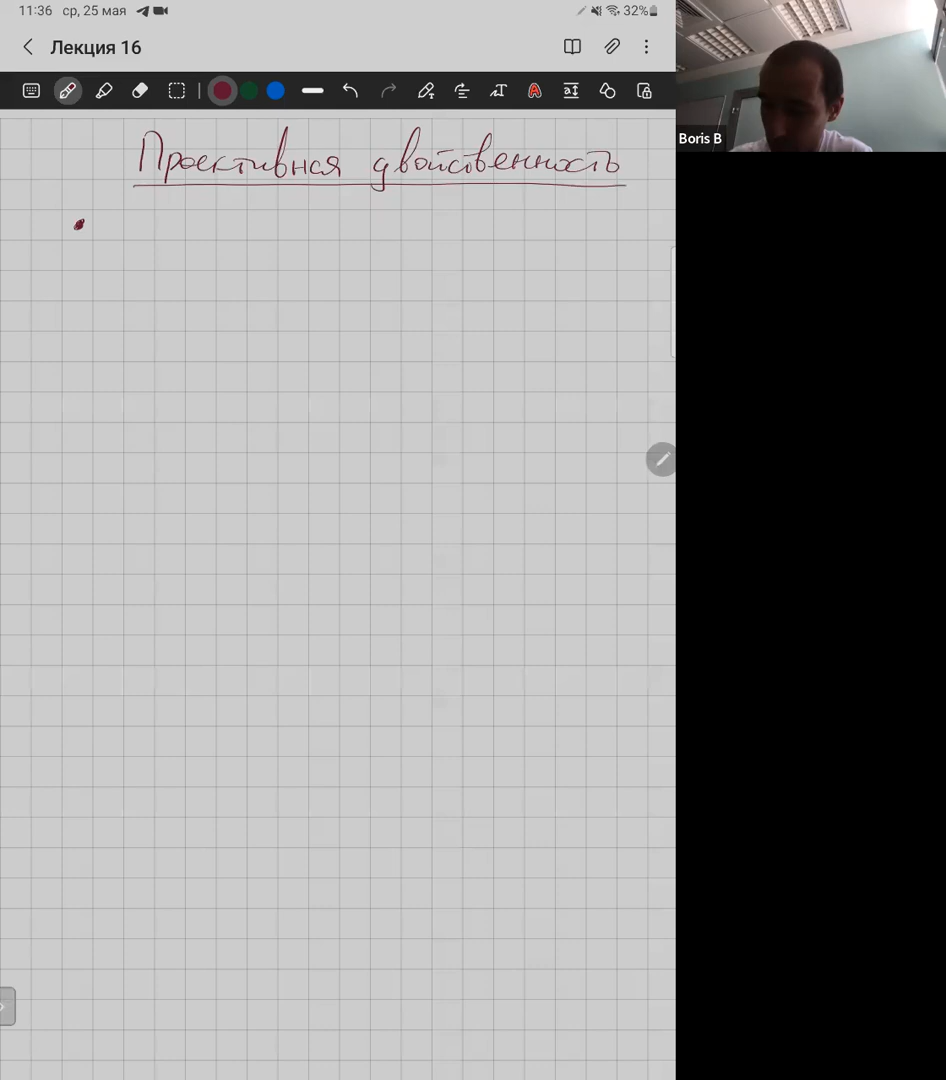 11:36 ср, 25 мая
32%
Лекция 16
Проективная двойственность
Boris B